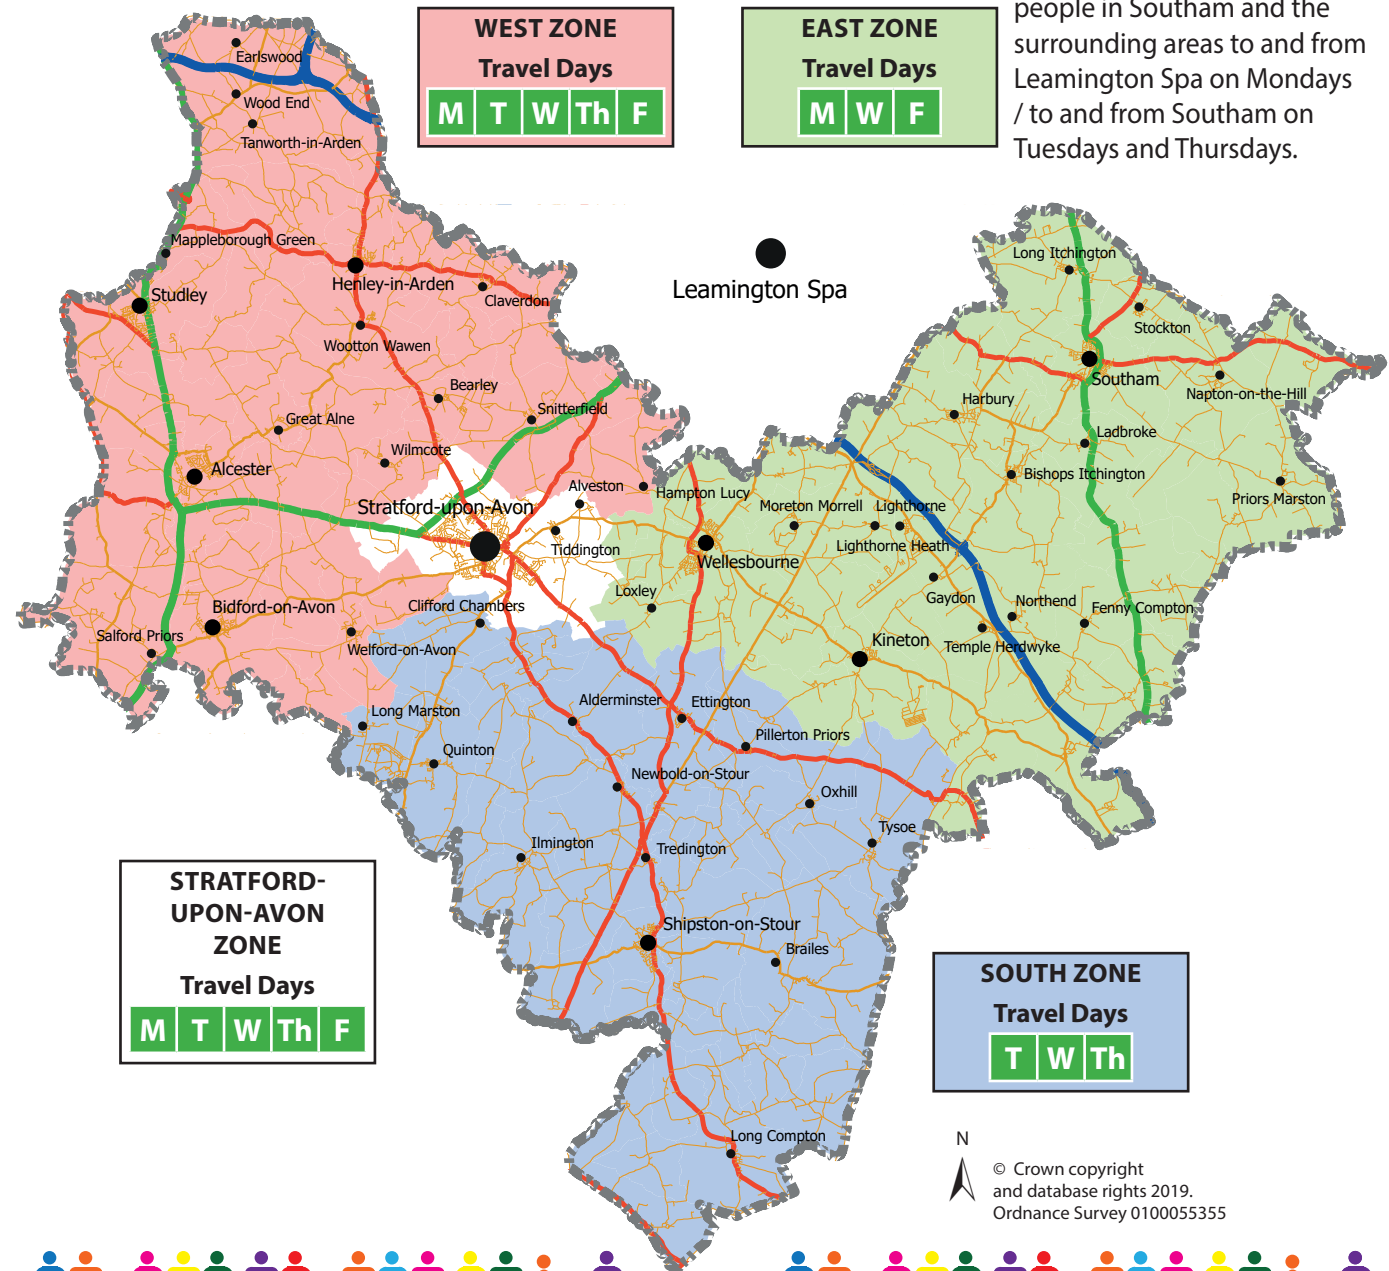 people in Southam and the
surrounding areas to and from
Leamington Spa on Mondays
/ to and from Southam on
Tuesdays and Thursdays.
WEST ZONE
Travel Days
M T W Th F
EAST ZONE
Travel Days
M W F
Earlswood
Wood End
Tanworth-in-Arden
Mappleborough Green
Studley
Henley-in-Arden
Claverdon
Wootton Wawen
Bearley
Snitterfield
Great Alne
Wilmcote
Alcester
Stratford-upon-Avon
Alveston
Tiddington
Hampton Lucy
Leamington Spa
Long Itchington
Stockton
Southam
Napton-on-the-Hill
Harbury
Ladbroke
Bishops Itchington
Priors Marston
Moreton Morrell
Lighthorne
Lighthorne Heath
Wellesbourne
Loxley
Gaydon
Northend
Fenny Compton
Temple Herdwyke
Kineton
Bidford-on-Avon
Salford Priors
Welford-on-Avon
Clifford Chambers
Long Marston
Quinton
Alderminster
Ettington
Pillerton Priors
Newbold-on-Stour
Oxhill
Tysoe
Ilmington
Tredington
Shipston-on-Stour
Brailes
Long Compton
STRATFORD-
UPON-AVON
ZONE
Travel Days
M T W Th F
SOUTH ZONE
Travel Days
T W Th
N
© Crown copyright
and database rights 2019.
Ordnance Survey 0100055355